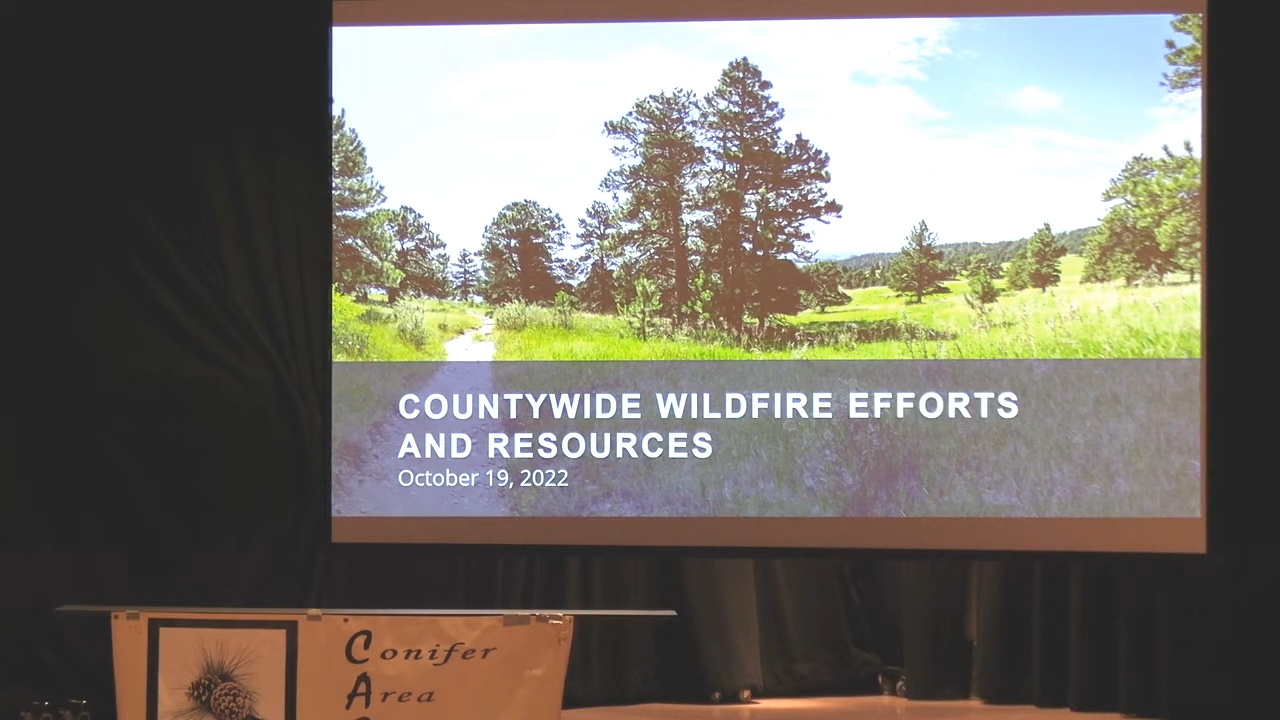 COUNTYWIDE WILDFIRE EFFORTS
AND RESOURCES
October 19, 2022
Conifer
Area